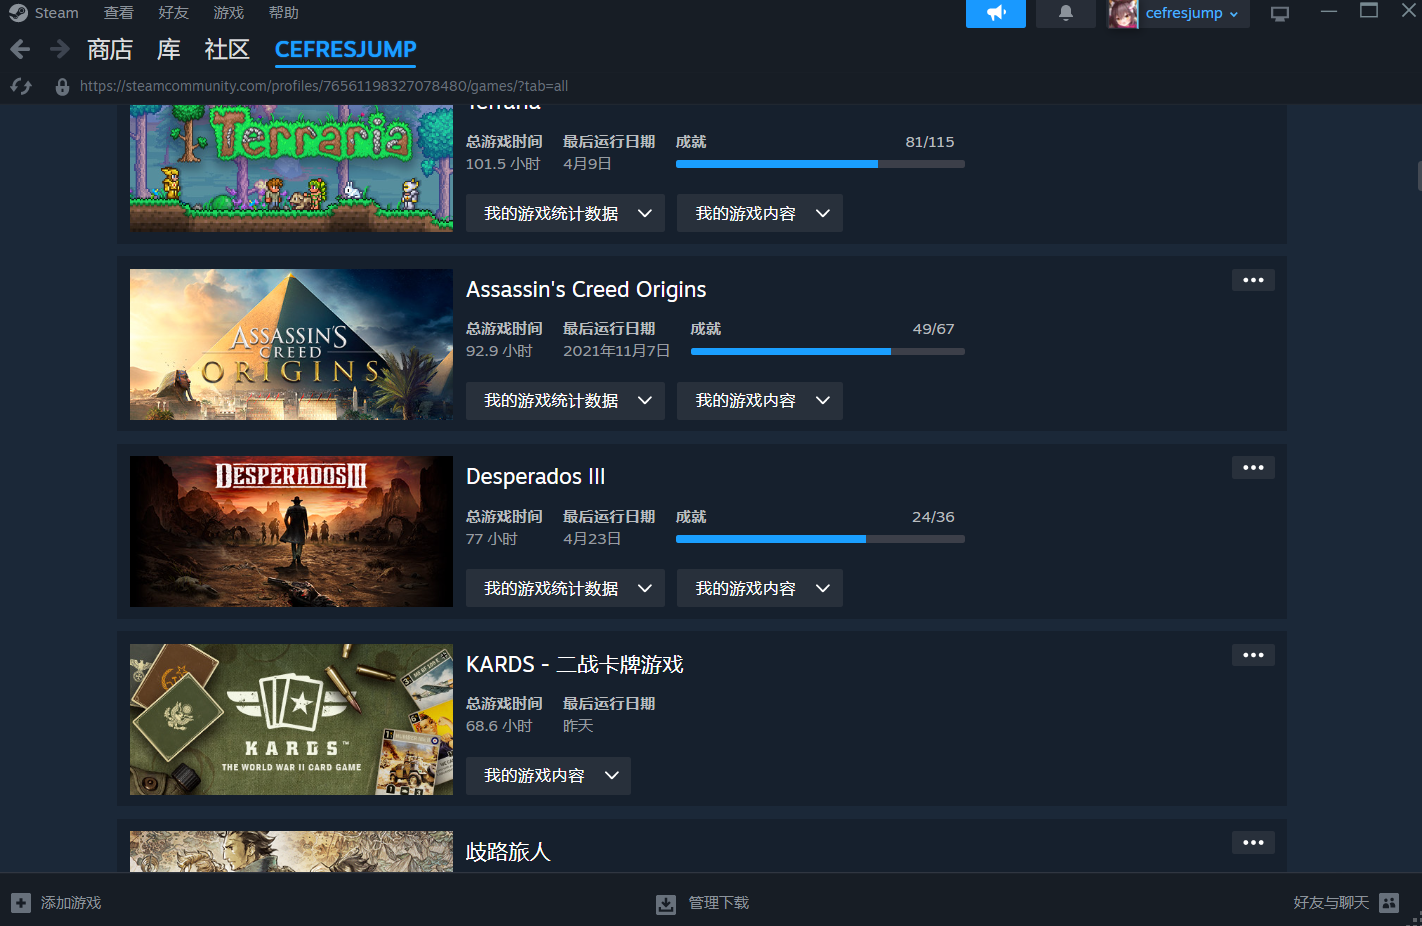 Steam 查看 好友 游戏 帮助 cefresjump
商店 库 社区 CEFRESJUMP
https://steamcommunity.com/profiles/76561198327078480/games/?tab=all
Terraria
Terraria
总游戏时间 最后运行日期 成就 81/115
101.5 小时 4月9日
我的游戏统计数据 我的游戏内容
ASSASSIN'S
CREED
ORIGINS
Assassin's Creed Origins
总游戏时间 最后运行日期 成就 49/67
92.9 小时 2021年11月7日
我的游戏统计数据 我的游戏内容
DESPERADOS III
Desperados III
总游戏时间 最后运行日期 成就 24/36
77 小时 4月23日
我的游戏统计数据 我的游戏内容
KARDS™
THE WORLD WAR II CARD GAME
KARDS - 二战卡牌游戏
总游戏时间 最后运行日期
68.6 小时 昨天
我的游戏内容
歧路旅人
添加游戏 管理下载 好友与聊天